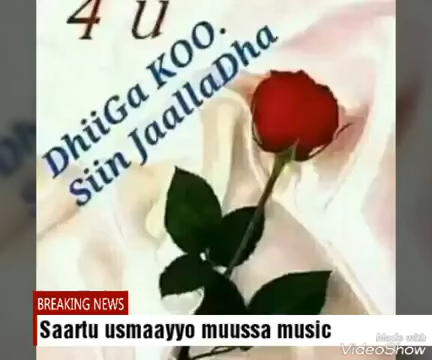 4 u
DhiiGa KOO.
Siin JaallaDha
BREAKING NEWS
Saartu usmaayyo muussa music
Made with
VideoShow